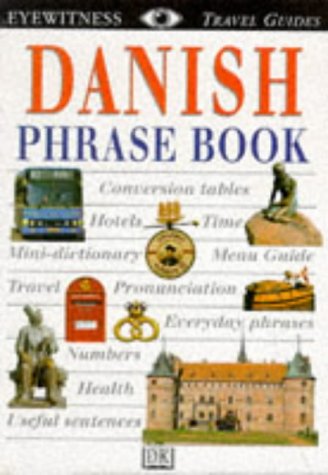 EYEWITNESS TRAVEL GUIDES
DANISH
PHRASE BOOK
Conversion tables
Hotels Time
Mini-dictionary Menu Guide
Travel Pronunciation
Everyday phrases
Numbers
Health
Useful sentences
DK